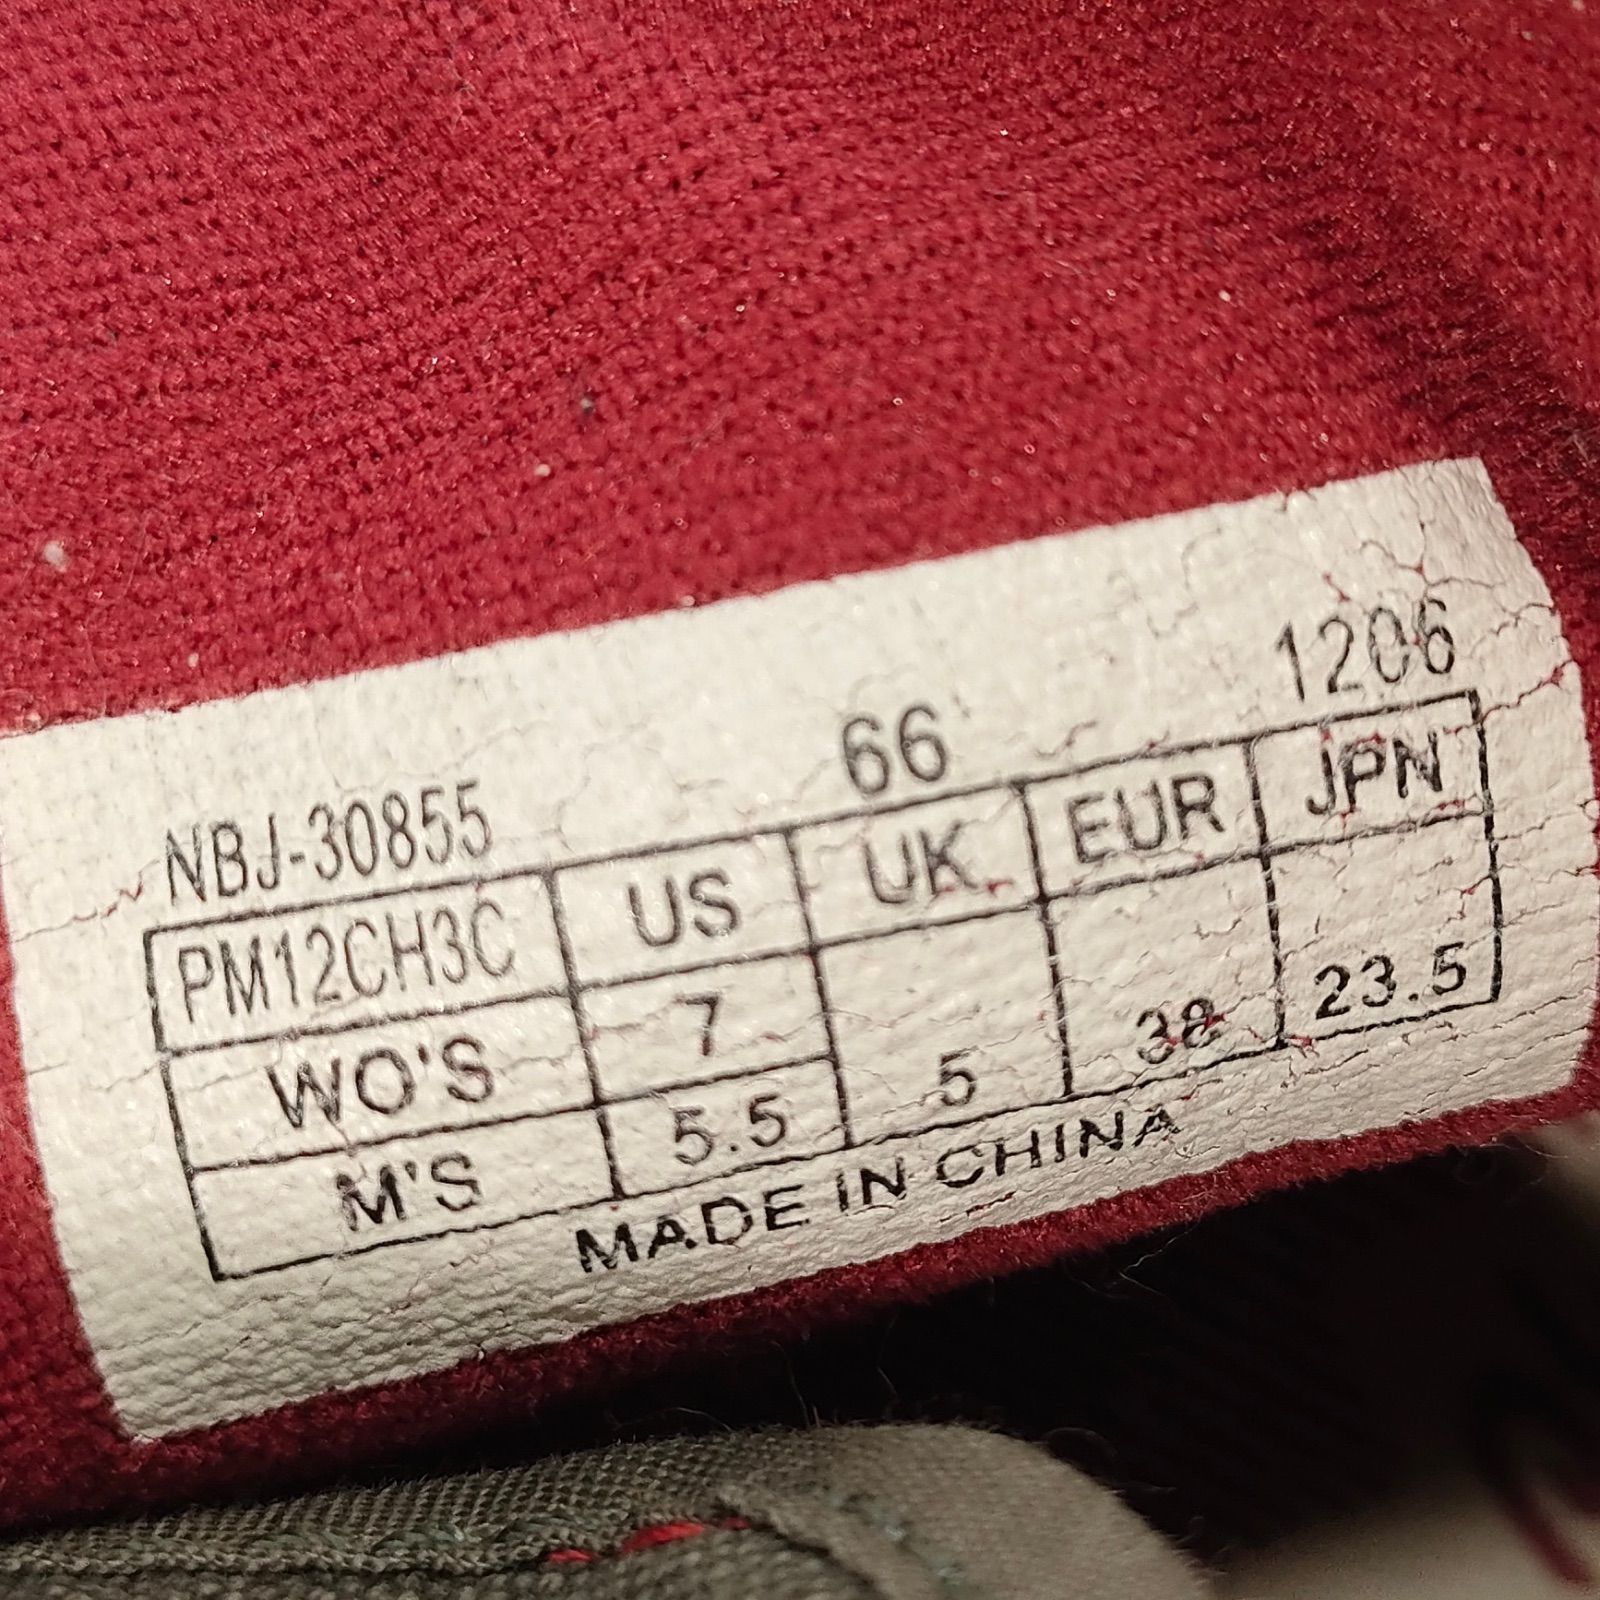 NBJ-30855 66 1206
PM12CH3C US UK EUR JPN
WO'S 7 5 38 23.5
M'S 5.5
MADE IN CHINA